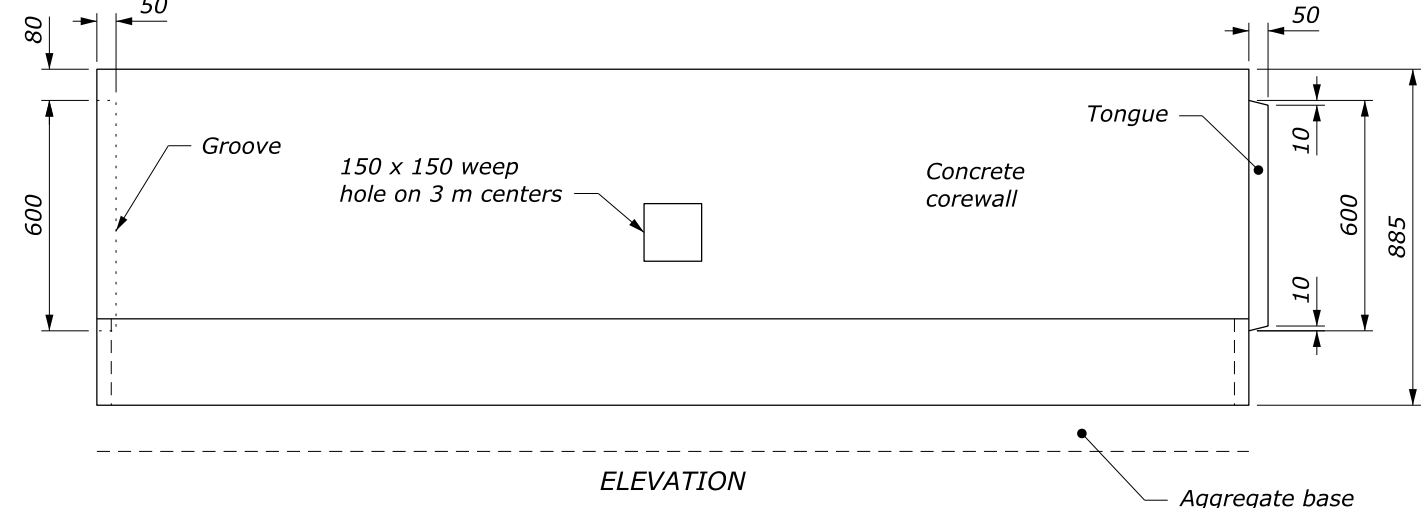 50
80
50
Tongue
10
Groove
150 x 150 weep
hole on 3 m centers
Concrete
corewall
600
600
885
10
ELEVATION
Aggregate base